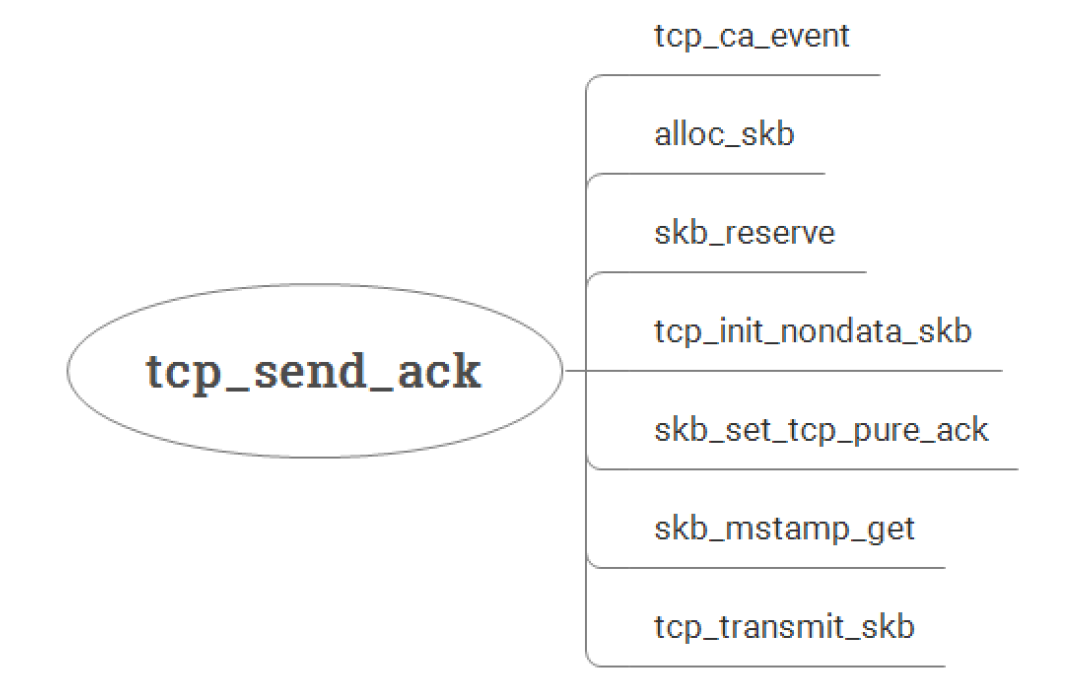 tcp_ca_event
alloc_skb
skb_reserve
tcp_init_nondata_skb
tcp_send_ack
skb_set_tcp_pure_ack
skb_mstamp_get
tcp_transmit_skb